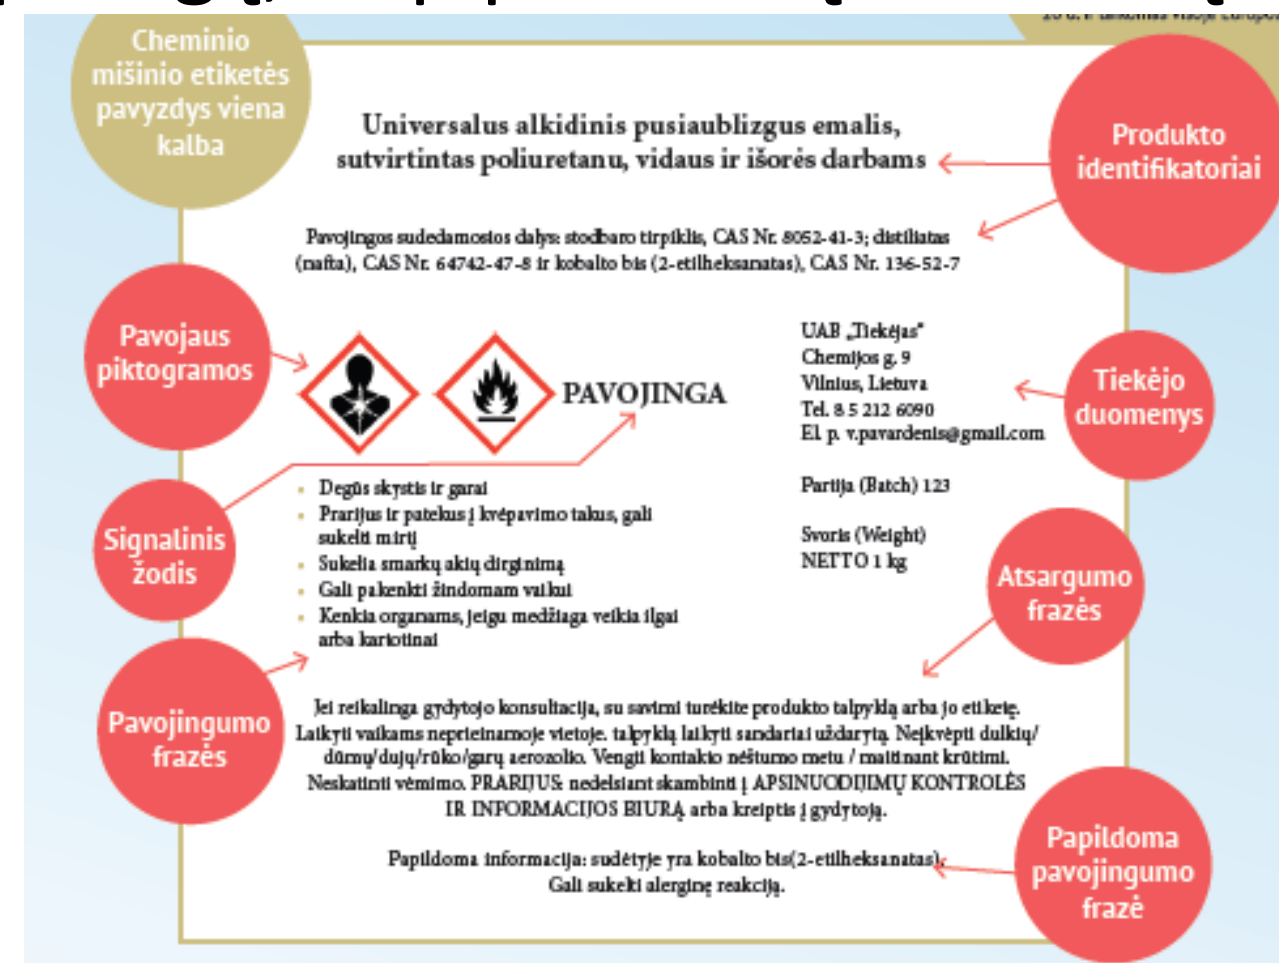 Cheminio
mišinio etiketės
pavyzdys viena
kalba
Universalus alkidinis pusiaublizgus emalis,
sutvirtintas poliuretanu, vidaus ir išorės darbams
Produkto
identifikatoriai
Pavojingos sudedamosios dalys: stodbaro tirpiklis, CAS Nr. 8052-41-3; distiliatas
(nafta), CAS Nr. 64742-47-8 ir kobalto bis (2-etilheksanatas), CAS Nr. 136-52-7
Pavojaus
piktogramos
PAVOJINGA
UAB „Tiekėjas“
Chemijos g. 9
Vilnius, Lietuva
Tel. 8 5 212 6090
El. p. v.pavardenis@gmail.com
Partija (Batch) 123
Svoris (Weight)
NETTO 1 kg
Tiekėjo
duomenys
Signalinis
žodis
Degūs skystis ir garai
Prarijus ir patekus į kvėpavimo takus, gali
sukelti mirtį
Sukelia smarkų akių dirginimą
Gali pakenkti žindomam vaikui
Kenkia organams, jeigu medžiaga veikia ilgai
arba kartotinai
Atsargumo
frazės
Pavojingumo
frazės
Jei reikalinga gydytojo konsultacija, su savimi turėkite produkto talpyklą arba jo etiketę.
Laikyti vaikams neprieinamoje vietoje. talpyklą laikyti sandariai uždarytą. Neįkvėpti dulkių/
dūmų/dujų/rūko/garų aerozolio. Vengti kontakto nėštumo metu / maitinant krūtimi.
Neskatinti vėmimo. PRARIJUS: nedelsiant skambinti į APSINUODIJIMŲ KONTROLĖS
IR INFORMACIJOS BIURĄ arba kreiptis į gydytoją.
Papildoma informacija: sudėtyje yra kobalto bis(2-etilheksanatas).
Gali sukelti alerginę reakciją.
Papildoma
pavojingumo
frazė